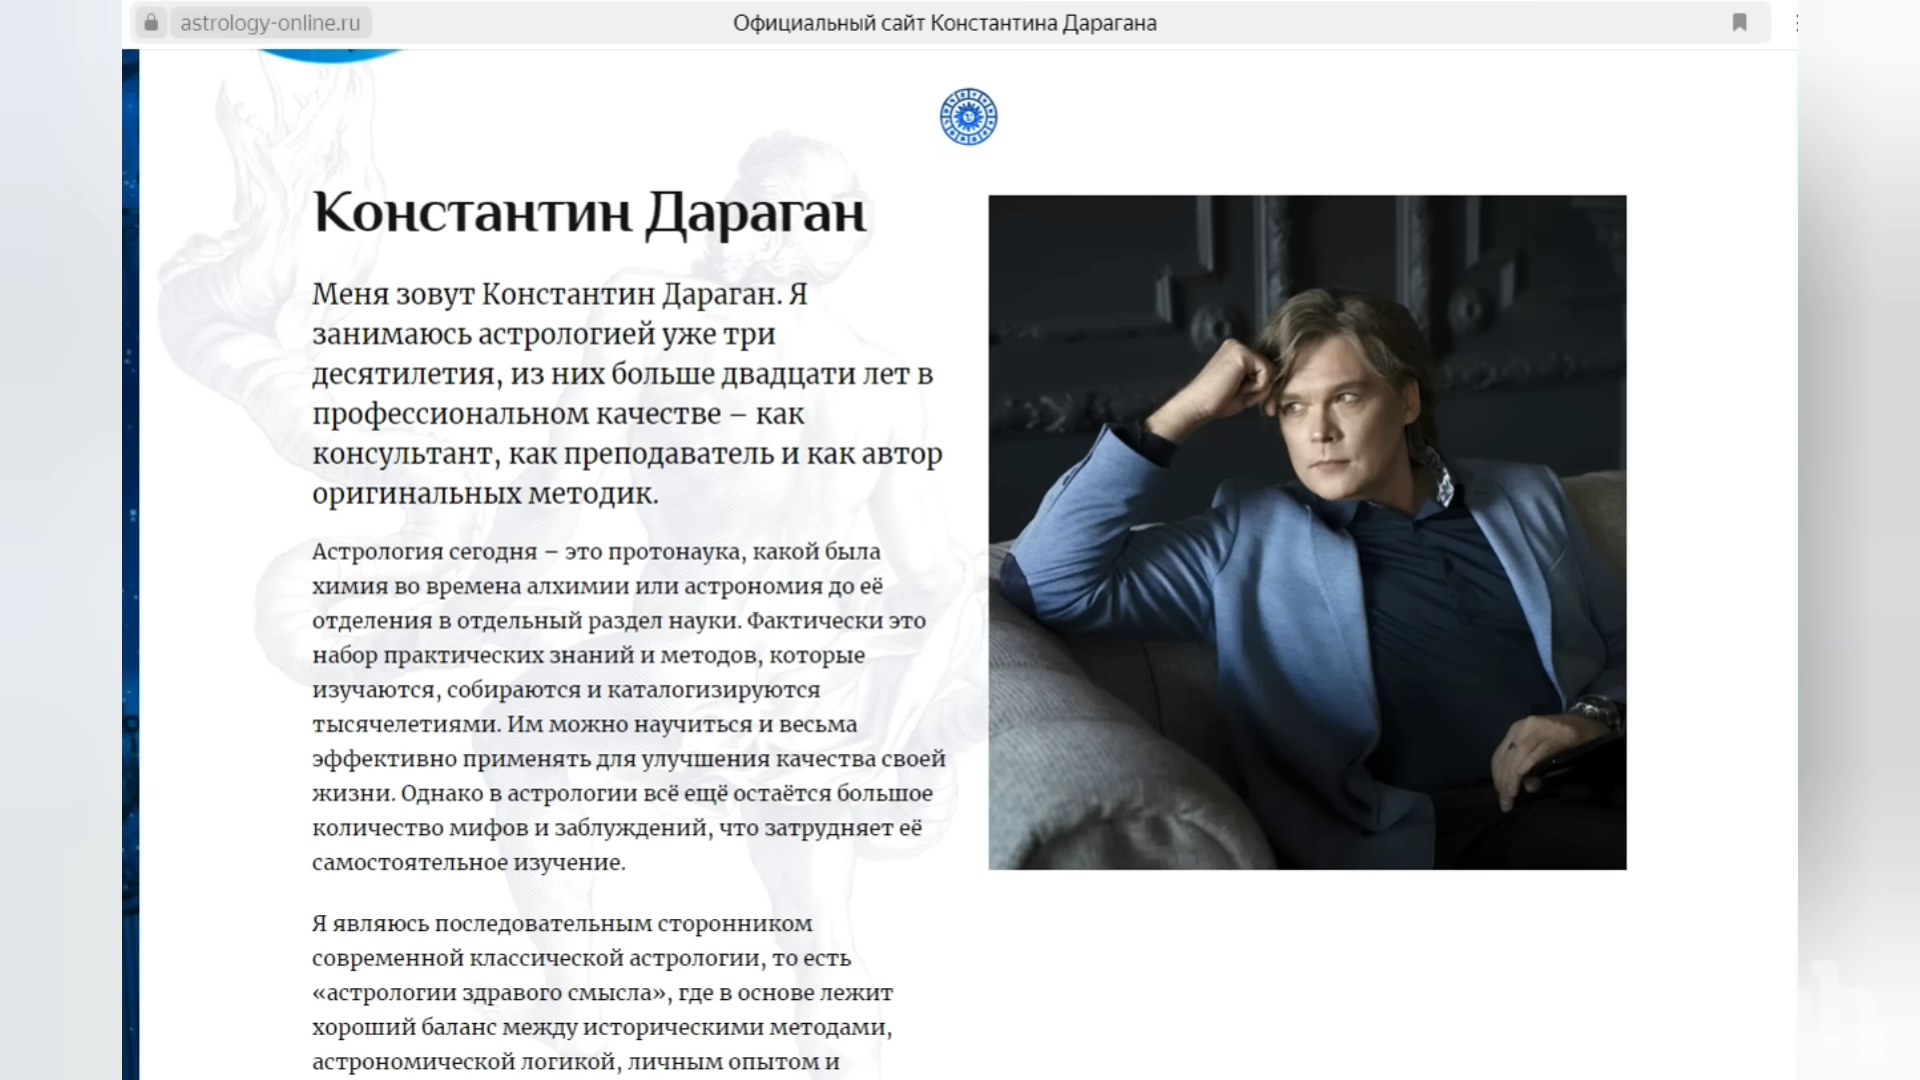 astrology-online.ru
Официальный сайт Константина Дарагана
Константин Дараган
Меня зовут Константин Дараган. Я
занимаюсь астрологией уже три
десятилетия, из них больше двадцати лет в
профессиональном качестве – как
консультант, как преподаватель и как автор
оригинальных методик.
Астрология сегодня – это протонаука, какой была
химия во времена алхимии или астрономия до её
отделения в отдельный раздел науки. Фактически это
набор практических знаний и методов, которые
изучаются, собираются и каталогизируются
тысячелетиями. Им можно научиться и весьма
эффективно применять для улучшения качества своей
жизни. Однако в астрологии всё ещё остаётся большое
количество мифов и заблуждений, что затрудняет её
самостоятельное изучение.
Я являюсь последовательным сторонником
современной классической астрологии, то есть
«астрологии здравого смысла», где в основе лежит
хороший баланс между историческими методами,
астрономической логикой, личным опытом и